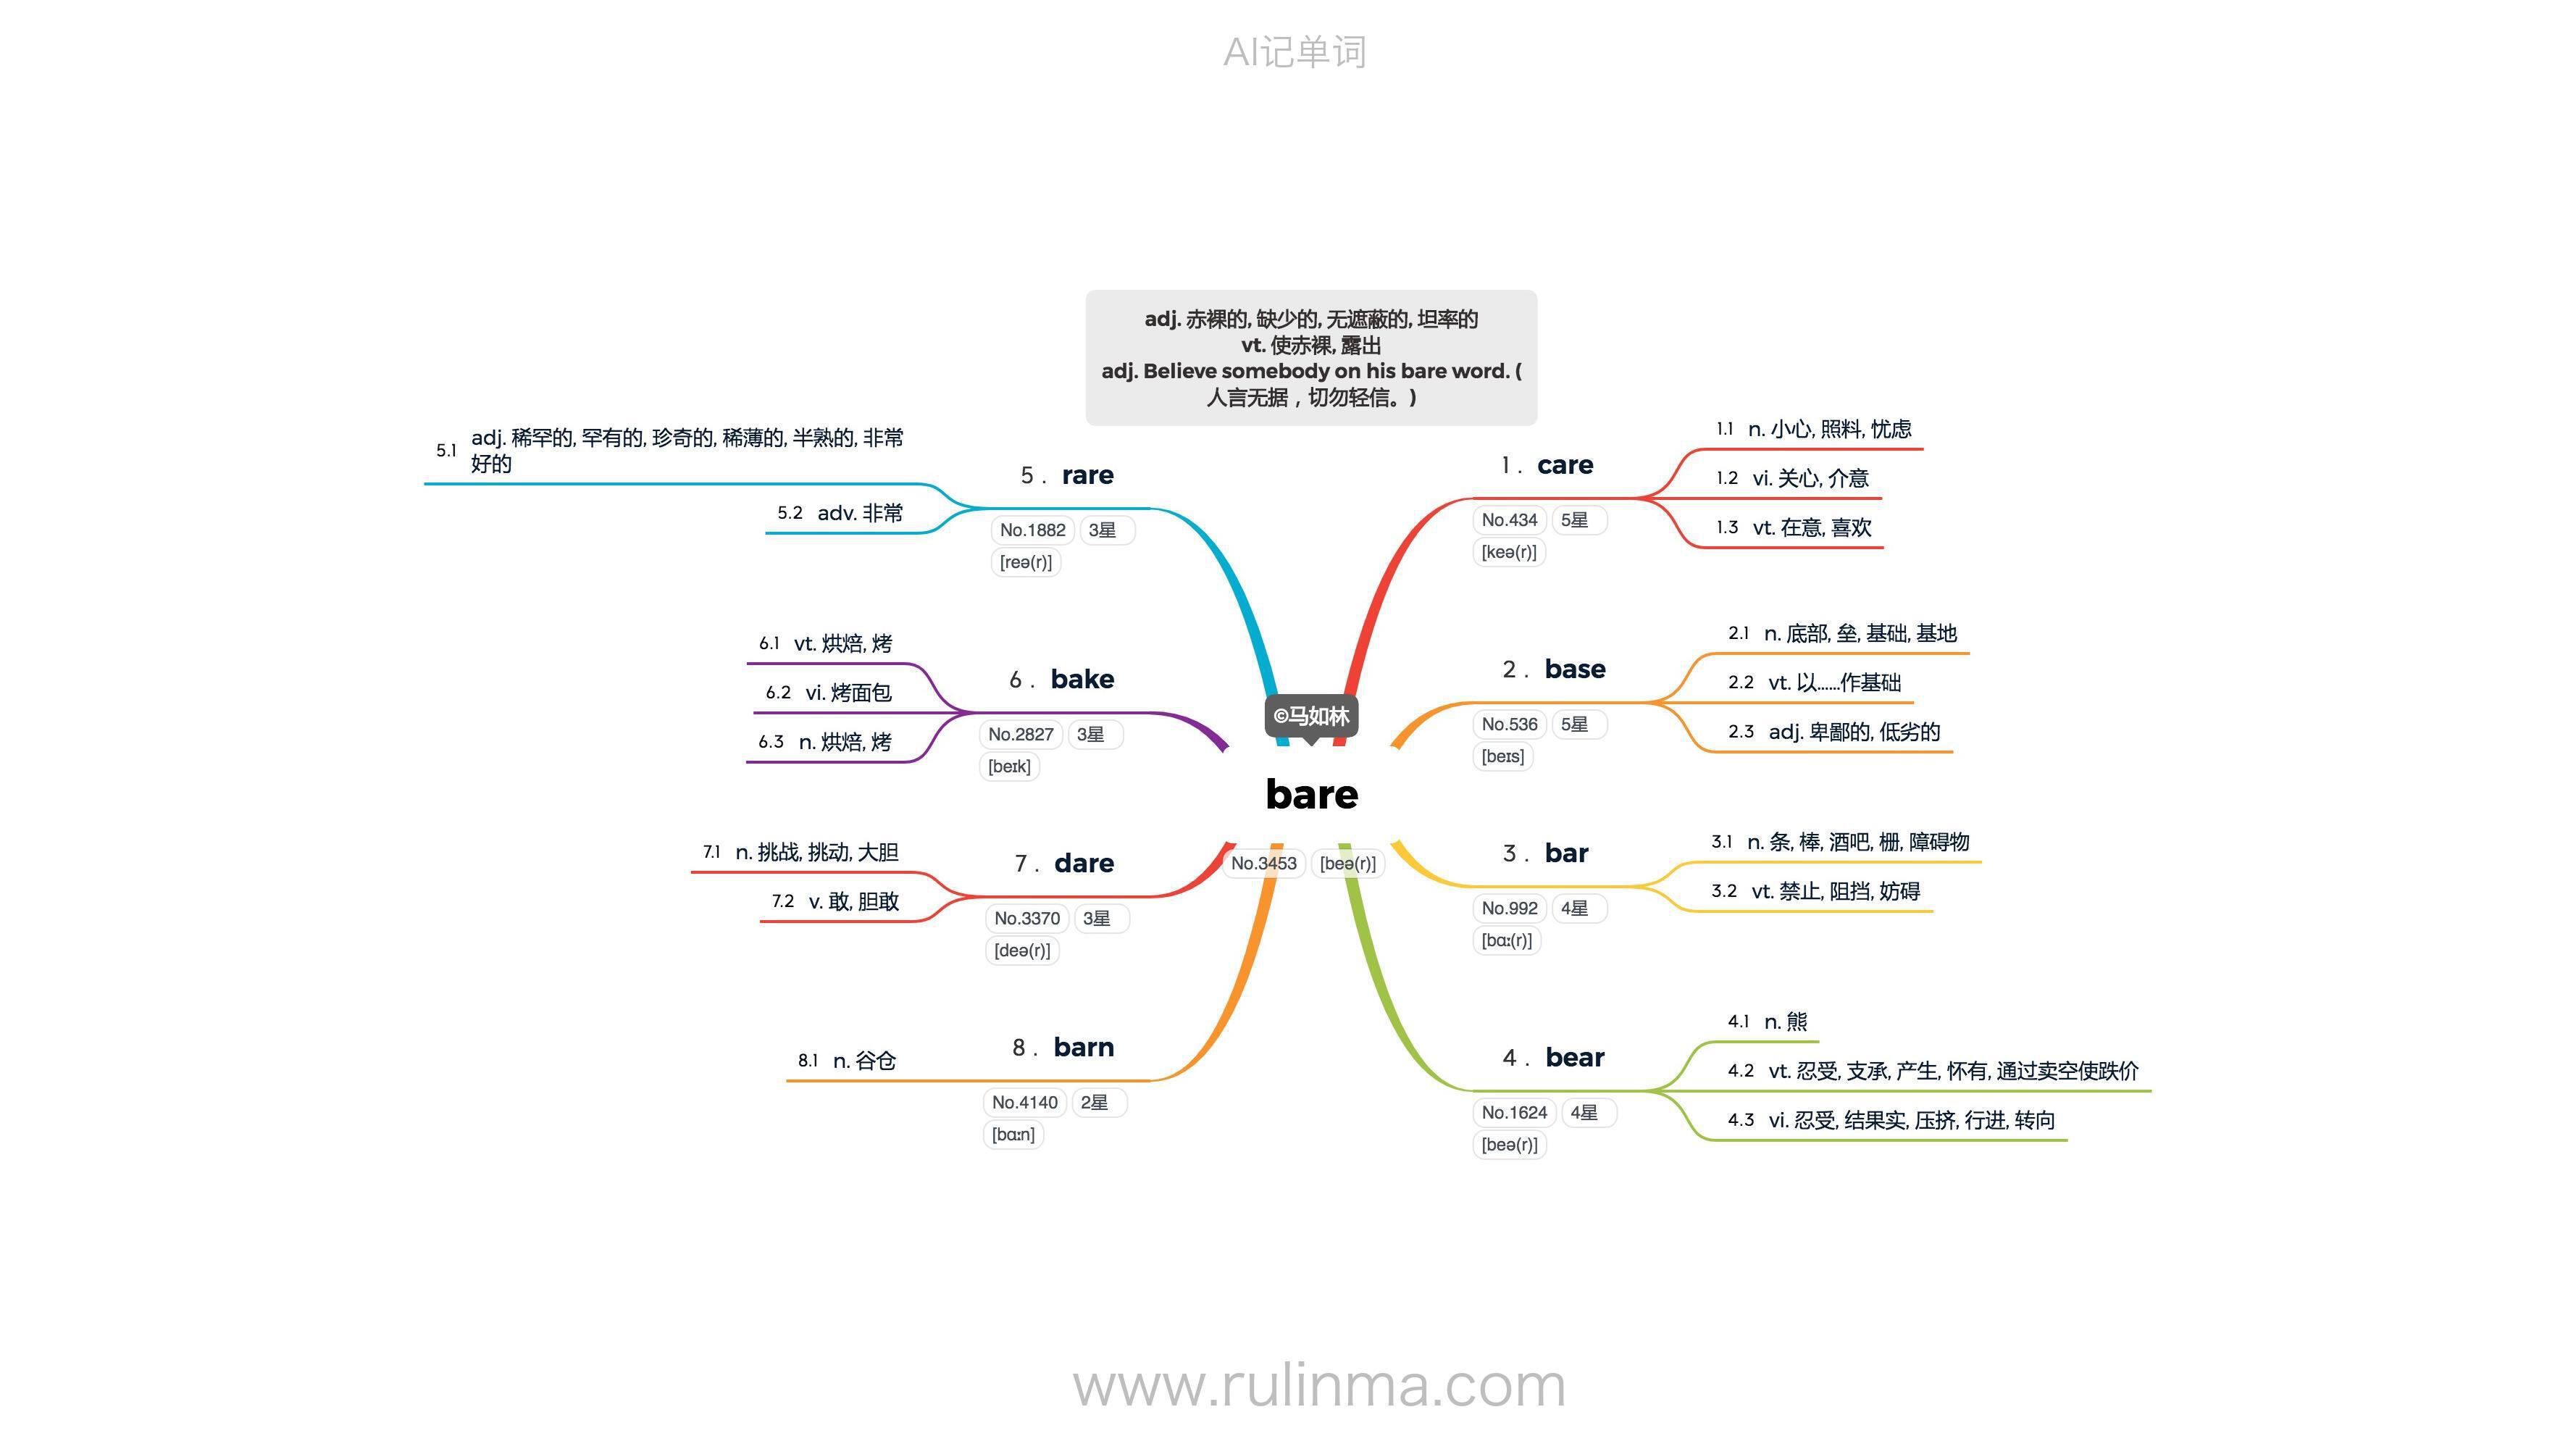 AI记单词
adj. 赤裸的, 缺少的, 无遮蔽的, 坦率的
vt. 使赤裸, 露出
adj. Believe somebody on his bare word. (
人言无据，切勿轻信。)
©马如林
bare
No.3453 [beə(r)]
1. care
No.434 5星
[keə(r)]
1.1 n. 小心, 照料, 忧虑
1.2 vi. 关心, 介意
1.3 vt. 在意, 喜欢
2. base
No.536 5星
[beɪs]
2.1 n. 底部, 垒, 基础, 基地
2.2 vt. 以......作基础
2.3 adj. 卑鄙的, 低劣的
3. bar
No.992 4星
[bɑː(r)]
3.1 n. 条, 棒, 酒吧, 栅, 障碍物
3.2 vt. 禁止, 阻挡, 妨碍
4. bear
No.1624 4星
[beə(r)]
4.1 n. 熊
4.2 vt. 忍受, 支承, 产生, 怀有, 通过卖空使跌价
4.3 vi. 忍受, 结果实, 压挤, 行进, 转向
5. rare
No.1882 3星
[reə(r)]
5.1 adj. 稀罕的, 罕有的, 珍奇的, 稀薄的, 半熟的, 非常
好的
5.2 adv. 非常
6. bake
No.2827 3星
[beɪk]
6.1 vt. 烘焙, 烤
6.2 vi. 烤面包
6.3 n. 烘焙, 烤
7. dare
No.3370 3星
[deə(r)]
7.1 n. 挑战, 挑动, 大胆
7.2 v. 敢, 胆敢
8. barn
No.4140 2星
[bɑːn]
8.1 n. 谷仓
www.rulinma.com